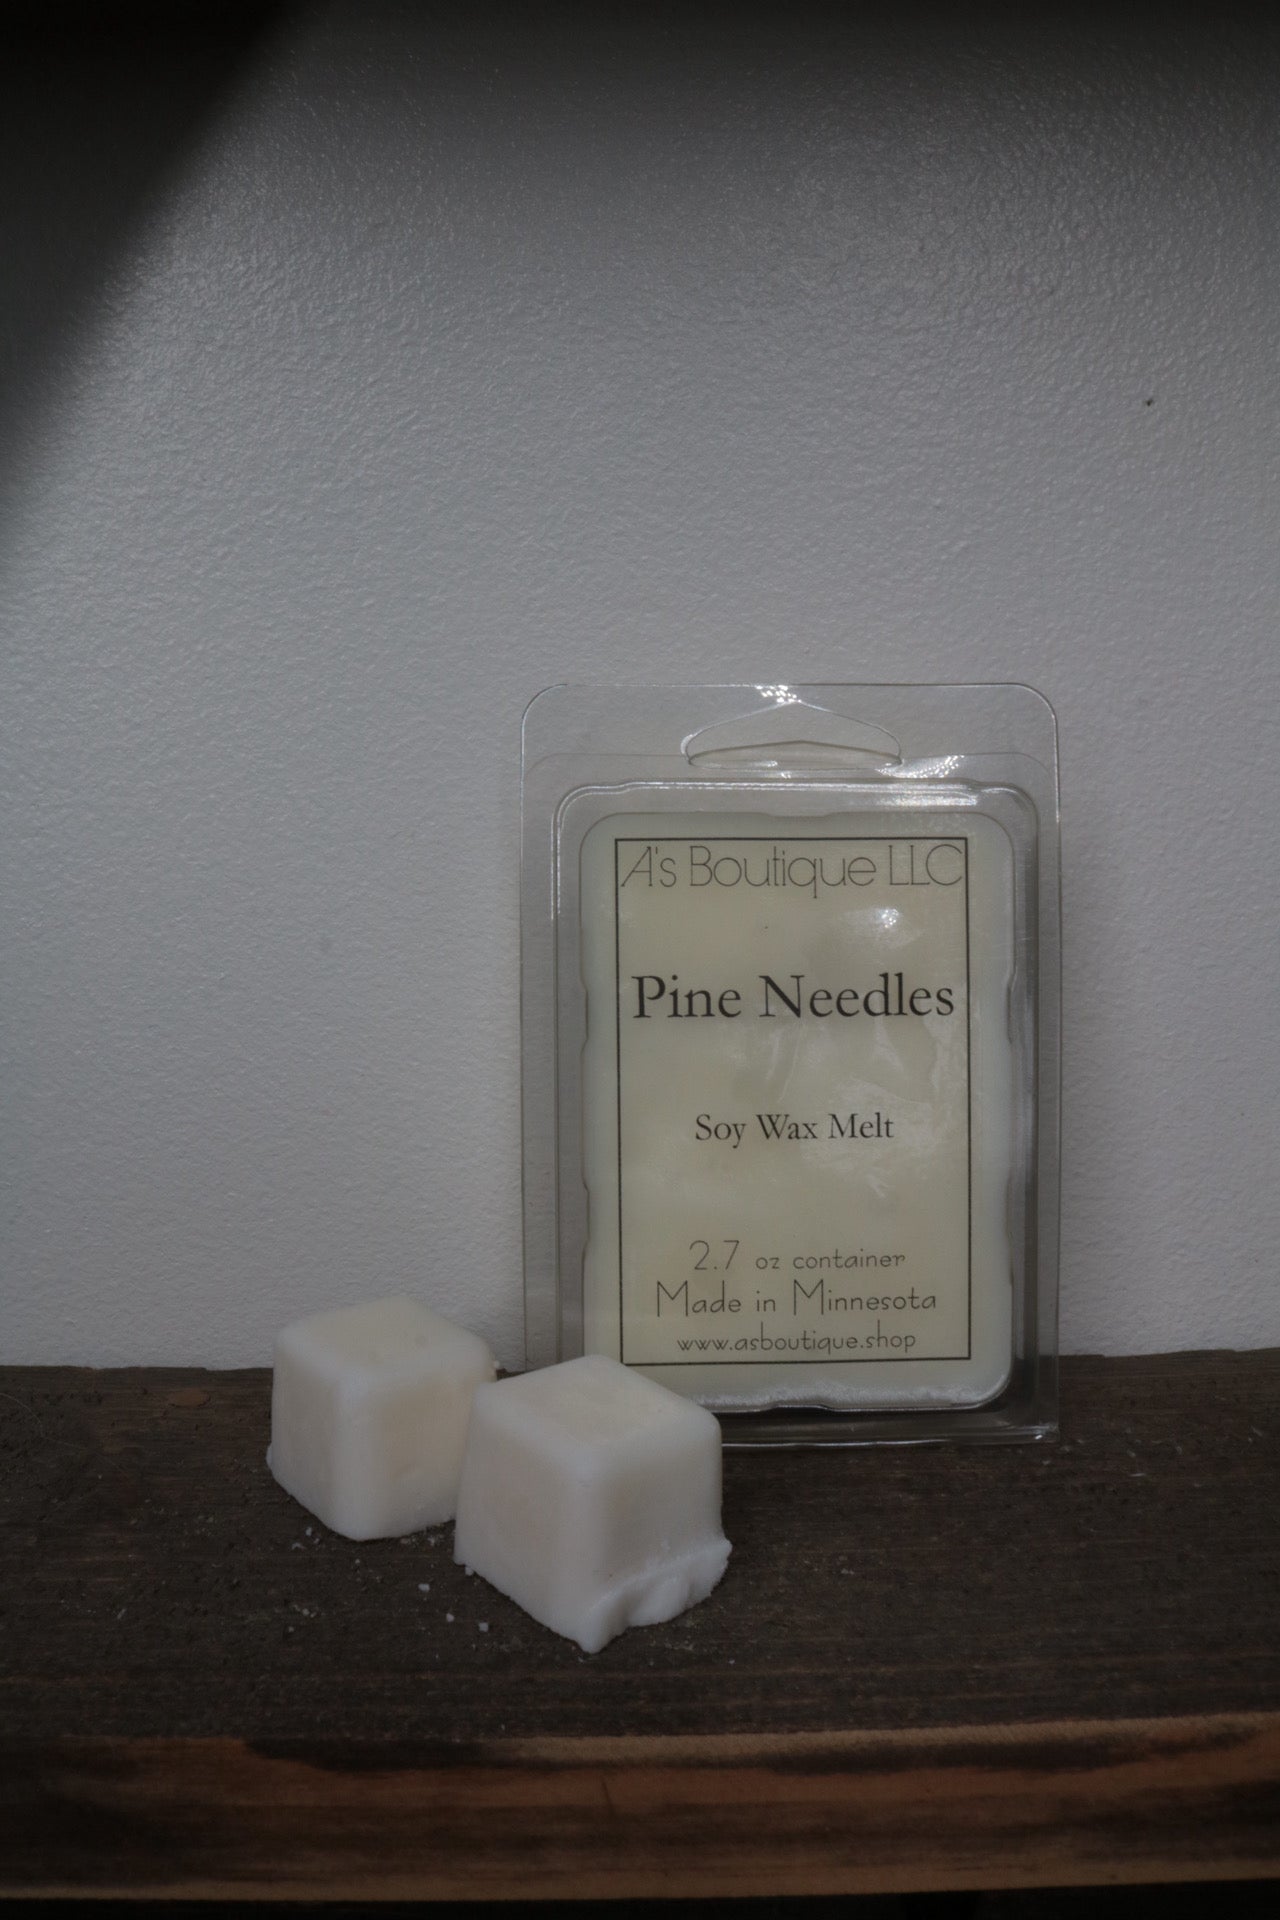 A's Boutique LLC
Pine Needles
Soy Wax Melt
2.7 oz container
Made in Minnesota
www.asboutique.shop